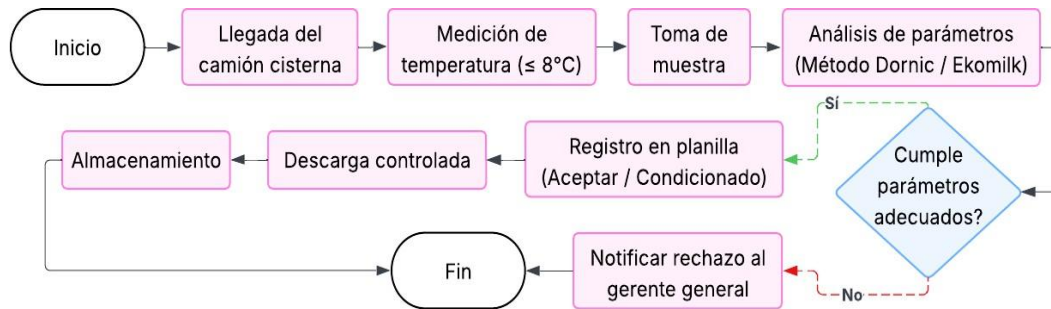 Inicio
Llegada del
camión cisterna
Medición de
temperatura (≤ 8°C)
Toma de
muestra
Análisis de parámetros
(Método Dornic / Ekomilk)
Sí
Cumple
parámetros
adecuados?
Registro en planilla
(Aceptar / Condicionado)
Descarga controlada
Almacenamiento
No
Notificar rechazo al
gerente general
Fin